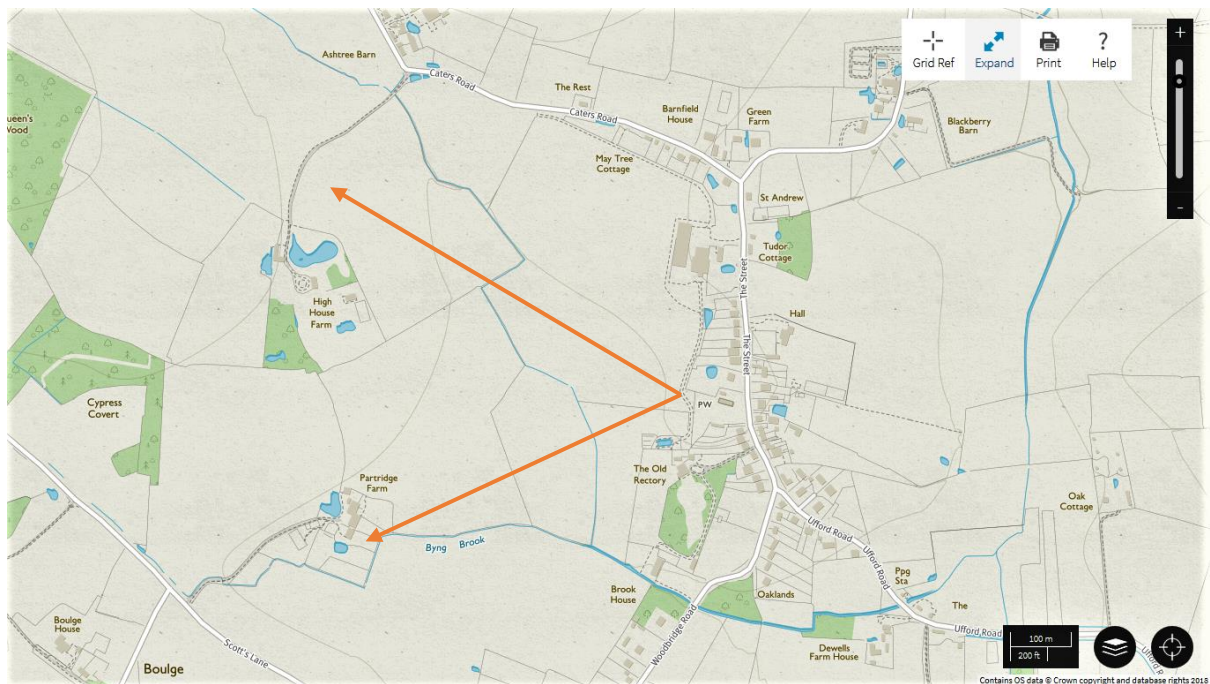 Grid Ref
Expand
Print
?
Help
+
-
Ashtree Barn
Caters Road
The Rest
Caters Road
Barnfield
House
Green
Farm
Blackberry
Barn
May Tree
Cottage
St Andrew
Tudor
Cottage
The Street
Queen's
Wood
High
House
Farm
Hall
The Street
Cypress
Covert
PW
The Old
Rectory
Partridge
Farm
Oak
Cottage
Byng Brook
Ufford Road
Ufford Road
Brook
House
Oaklands
Ppg
Sta
The
Woodbridge Road
Ufford Road
Dewells
Farm House
Boulge
House
Scott's Lane
Boulge
100 m
200 ft
Contains OS data © Crown copyright and database rights 2018